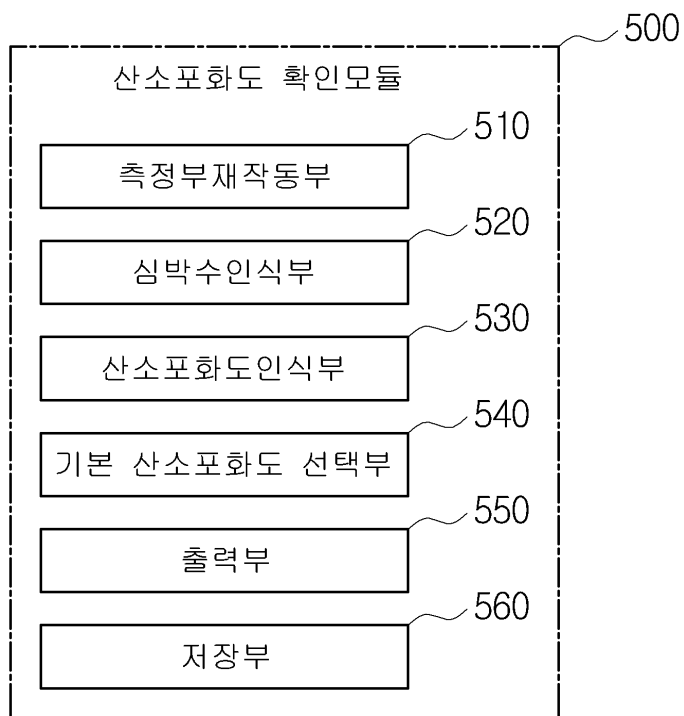 500
산소포화도 확인모듈
510
측정부재작동부
520
심박수인식부
530
산소포화도인식부
540
기본 산소포화도 선택부
550
출력부
560
저장부